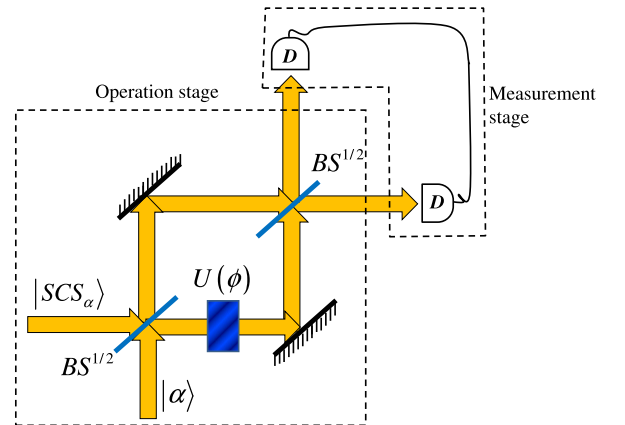 D
Operation stage
Measurement
stage
BS^{1/2}
D
|SCS_α⟩
U(ϕ)
BS^{1/2}
|α⟩